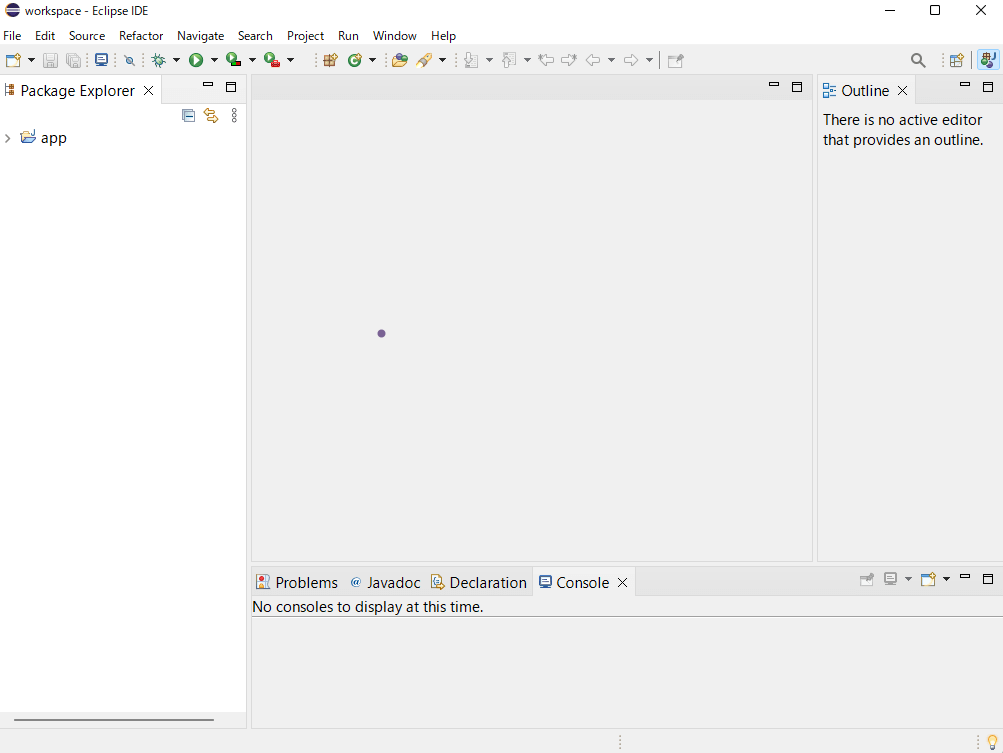 workspace - Eclipse IDE
File Edit Source Refactor Navigate Search Project Run Window Help
Package Explorer
app
Outline
There is no active editor
that provides an outline.
Problems @ Javadoc Declaration Console
No consoles to display at this time.